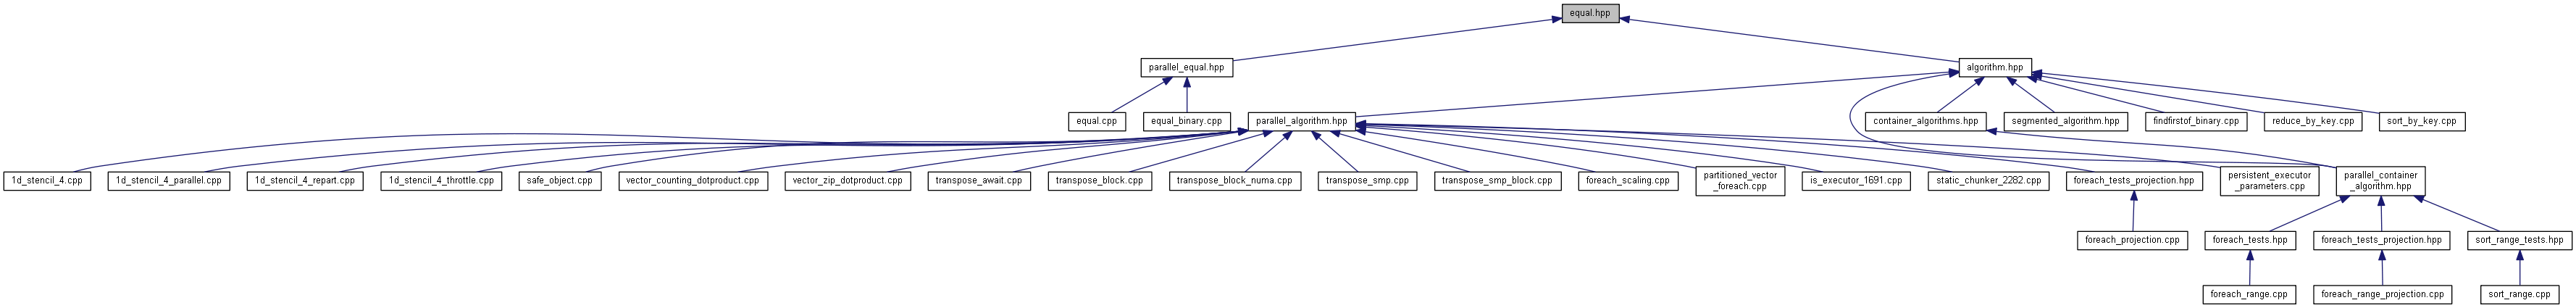 equal.hpp
parallel_equal.hpp
algorithm.hpp
equal.cpp
equal_binary.cpp
parallel_algorithm.hpp
container_algorithms.hpp
segmented_algorithm.hpp
findfirstof_binary.cpp
reduce_by_key.cpp
sort_by_key.cpp
1d_stencil_4.cpp
1d_stencil_4_parallel.cpp
1d_stencil_4_repart.cpp
1d_stencil_4_throttle.cpp
safe_object.cpp
vector_counting_dotproduct.cpp
vector_zip_dotproduct.cpp
transpose_await.cpp
transpose_block.cpp
transpose_block_numa.cpp
transpose_smp.cpp
transpose_smp_block.cpp
foreach_scaling.cpp
partitioned_vector
_foreach.cpp
is_executor_1691.cpp
static_chunker_2282.cpp
foreach_tests_projection.hpp
persistent_executor
_parameters.cpp
parallel_container
_algorithm.hpp
foreach_projection.cpp
foreach_tests.hpp
foreach_tests_projection.hpp
sort_range_tests.hpp
foreach_range.cpp
foreach_range_projection.cpp
sort_range.cpp